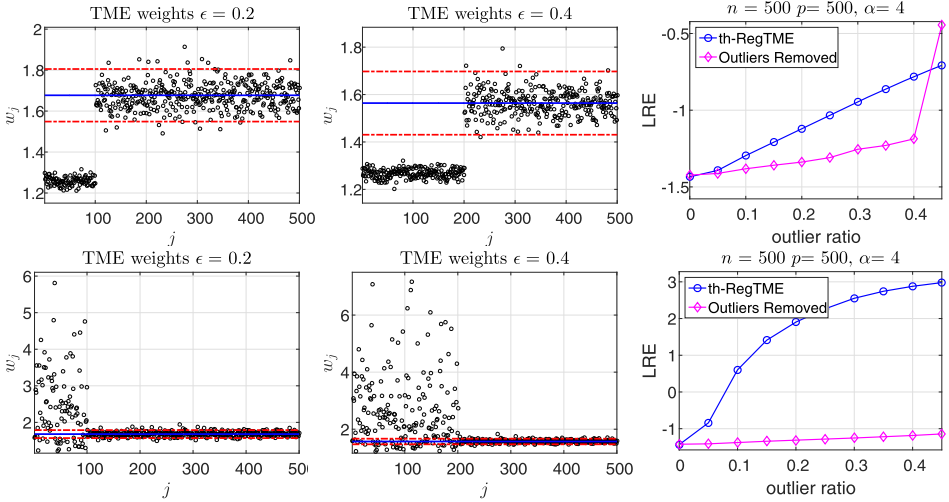 TME weights ϵ = 0.2
2
1.8
1.6
1.4
1.2
w_j
100 200 300 400 500
j
TME weights ϵ = 0.4
1.8
1.6
1.4
1.2
w_j
100 200 300 400 500
j
n = 500 p= 500, α= 4
th-RegTME
Outliers Removed
-0.5
-1
-1.5
LRE
0 0.1 0.2 0.3 0.4
outlier ratio
TME weights ϵ = 0.2
6
5
4
3
2
w_j
100 200 300 400 500
j
TME weights ϵ = 0.4
6
4
2
w_j
100 200 300 400 500
j
n = 500 p= 500, α= 4
th-RegTME
Outliers Removed
3
2
1
0
-1
LRE
0 0.1 0.2 0.3 0.4
outlier ratio